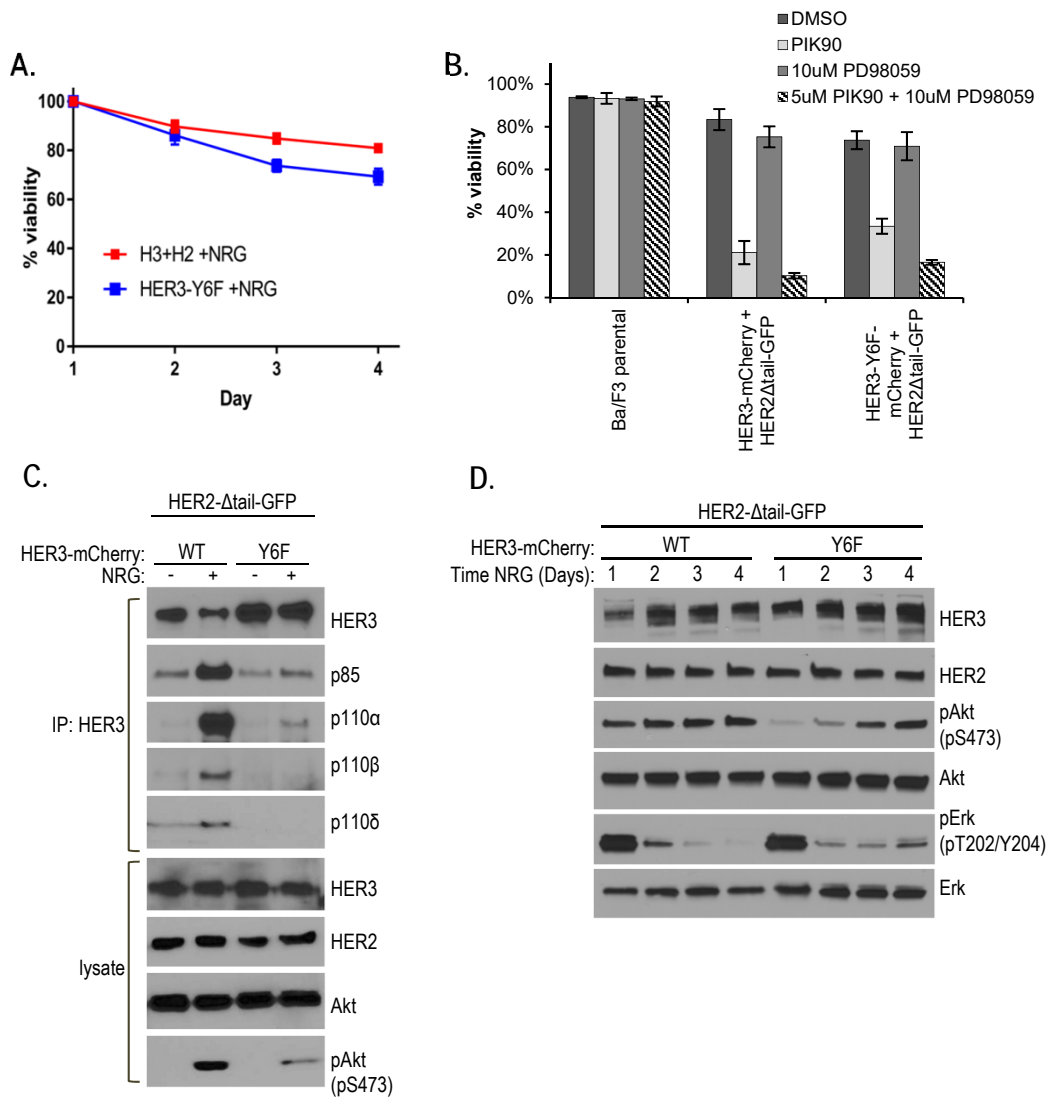 A.
100
80
60
40
20
0
% viability
H3+H2 +NRG
HER3-Y6F +NRG
1 2 3 4
Day
B.
DMSO
PIK90
10uM PD98059
5uM PIK90 + 10uM PD98059
100%
80%
60%
40%
20%
0%
% viability
Ba/F3 parental
HER3-mCherry +
HER2Δtail-GFP
HER3-Y6F-
mCherry +
HER2Δtail-GFP
C.
HER2-Δtail-GFP
HER3-mCherry: WT Y6F
NRG: - + - +
IP: HER3
HER3
p85
p110α
p110β
p110δ
lysate
HER3
HER2
Akt
pAkt
(pS473)
D.
HER2-Δtail-GFP
HER3-mCherry: WT Y6F
Time NRG (Days): 1 2 3 4 1 2 3 4
HER3
HER2
pAkt
(pS473)
Akt
pErk
(pT202/Y204)
Erk